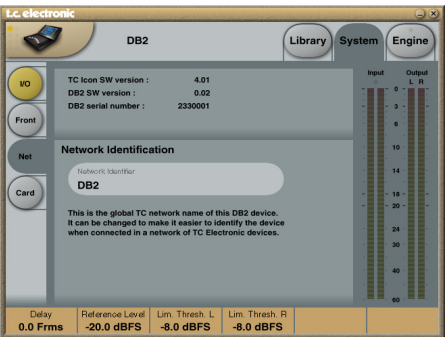 t.c. electronic
DB2
Library
System
Engine
I/O
Front
Net
Card
TC Icon SW version : 4.01
DB2 SW version : 0.02
DB2 serial number : 2330001
Network Identification
Network Identifier
DB2
This is the global TC network name of this DB2 device.
It can be changed to make it easier to identify the device
when connected in a network of TC Electronic devices.
Input Output
L R
0
3
6
10
14
18
20
24
30
40
60
Delay Reference Level Lim. Thresh. L Lim. Thresh. R
0.0 Frms -20.0 dBFS -8.0 dBFS -8.0 dBFS